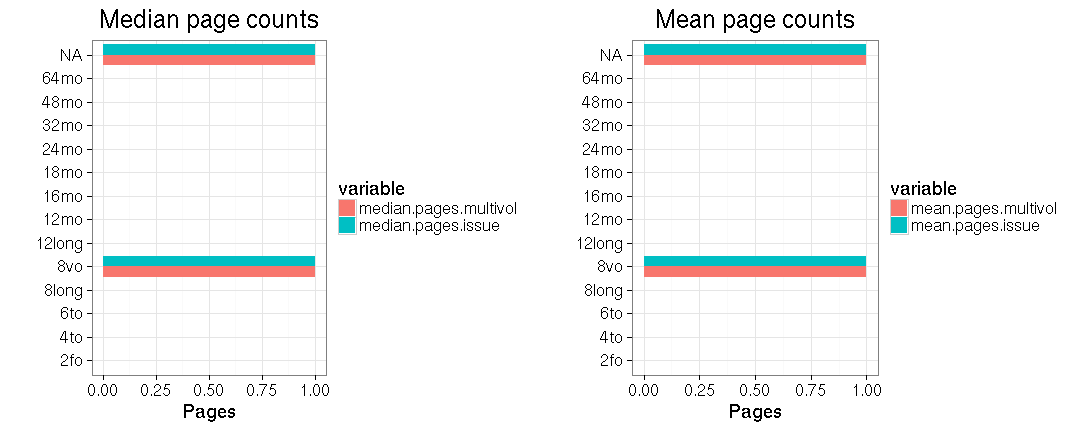 Median page counts
NA
64mo
48mo
32mo
24mo
18mo
16mo
12mo
12long
8vo
8long
6to
4to
2fo
0.00 0.25 0.50 0.75 1.00
Pages
variable
median.pages.multivol
median.pages.issue
Mean page counts
NA
64mo
48mo
32mo
24mo
18mo
16mo
12mo
12long
8vo
8long
6to
4to
2fo
0.00 0.25 0.50 0.75 1.00
Pages
variable
mean.pages.multivol
mean.pages.issue